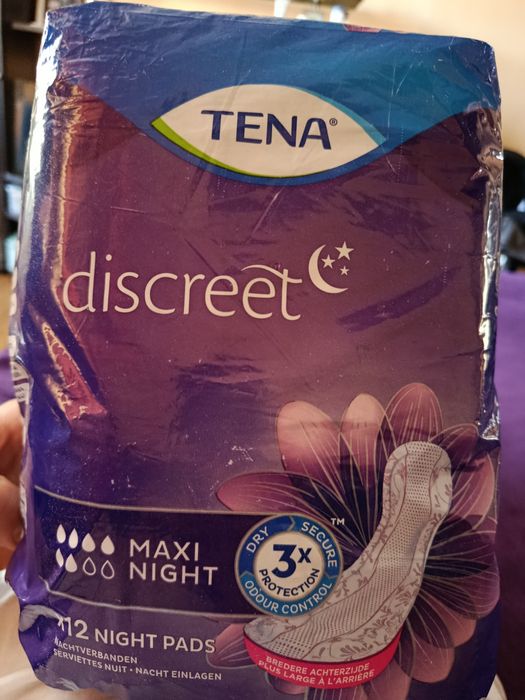 TENA®
discreet
MAXI
NIGHT
DRY SECURE
3x
PROTECTION
ODOUR CONTROL
™
12 NIGHT PADS
NACHTVERBANDEN
SERVIETTES NUIT • NACHT EINLAGEN
BREDERE ACHTERZIJDE
PLUS LARGE À L'ARRIÈRE